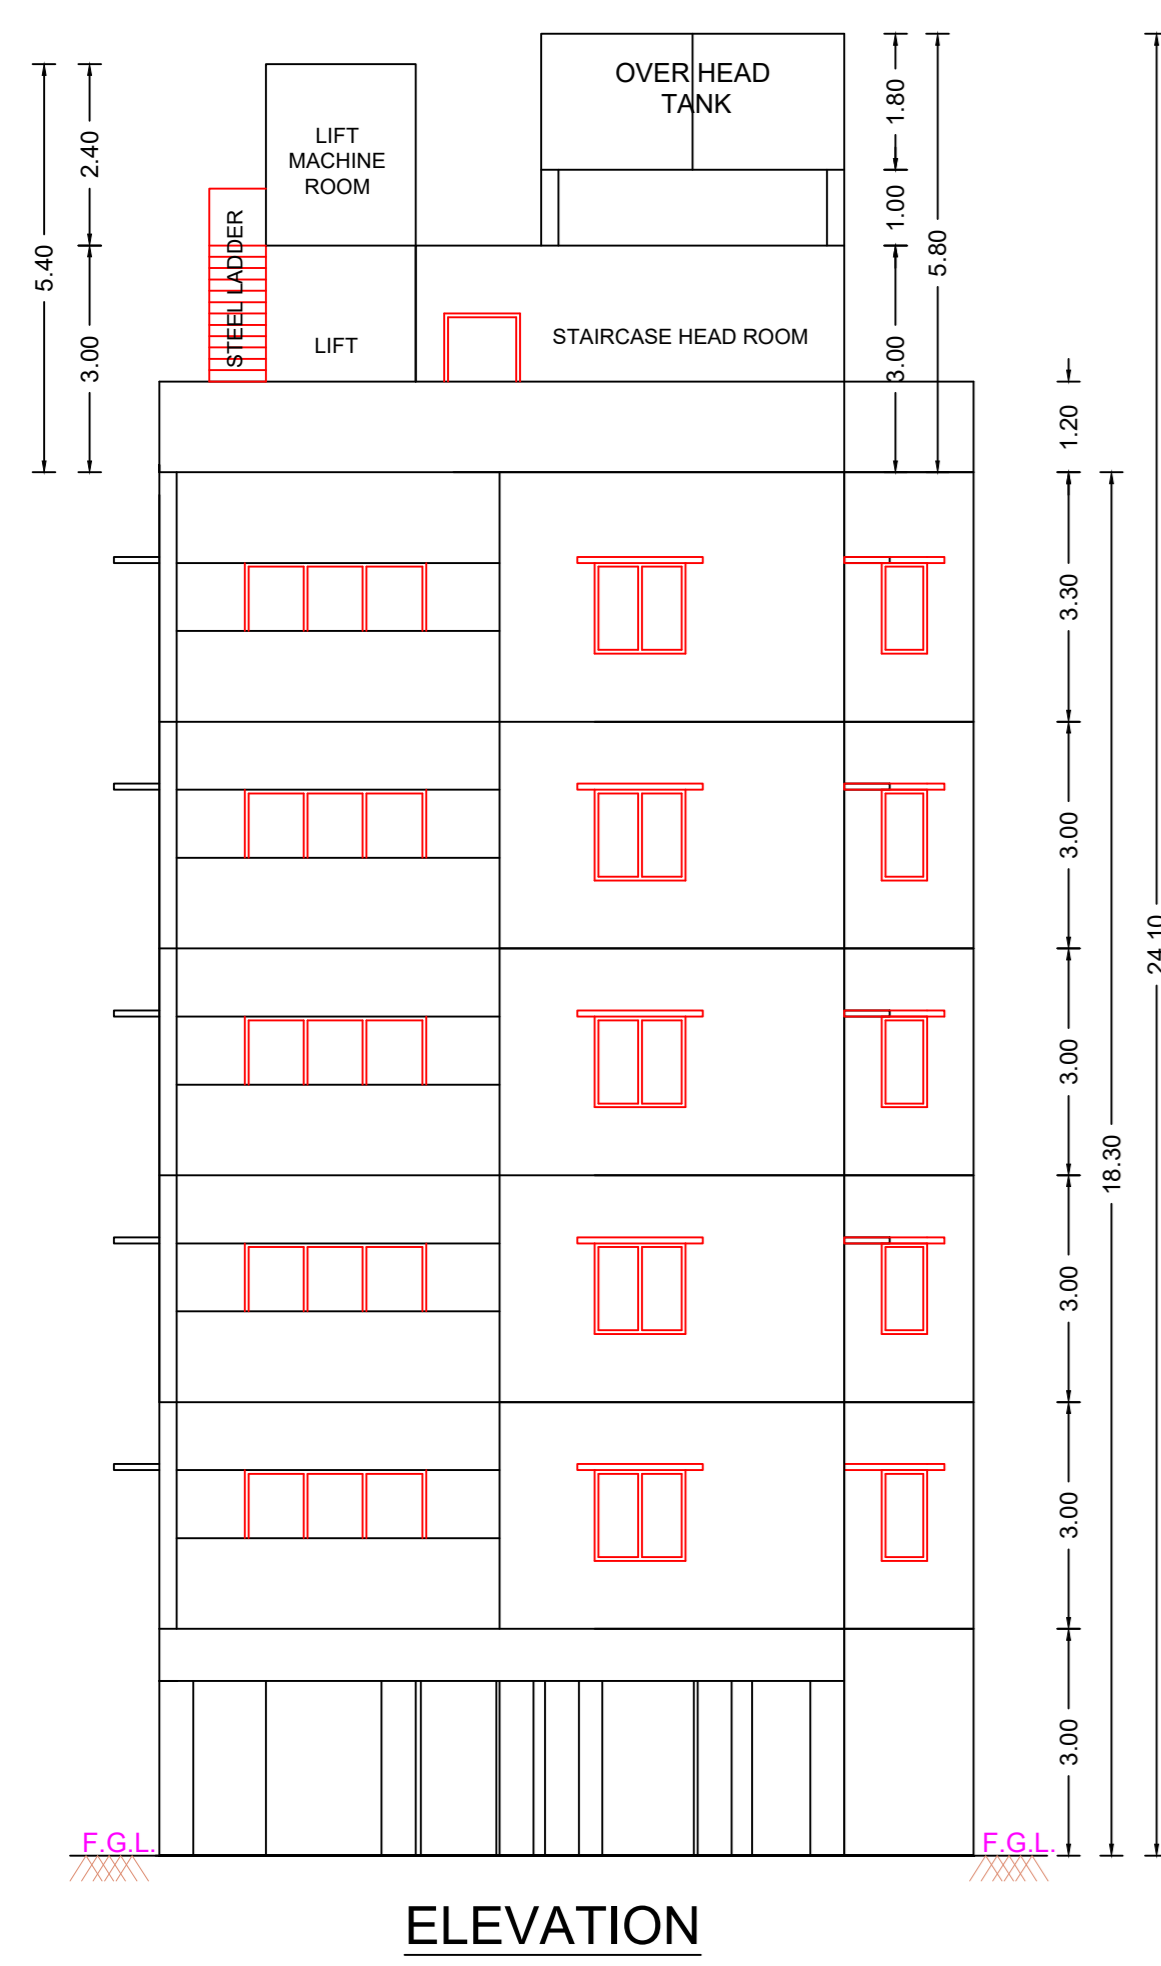 OVER HEAD
TANK
LIFT
MACHINE
ROOM
STEEL LADDER
LIFT
STAIRCASE HEAD ROOM
5.40
2.40
3.00
1.80
1.00
3.00
5.80
1.20
3.30
3.00
3.00
3.00
3.00
3.00
18.30
24.10
F.G.L.
F.G.L.
ELEVATION